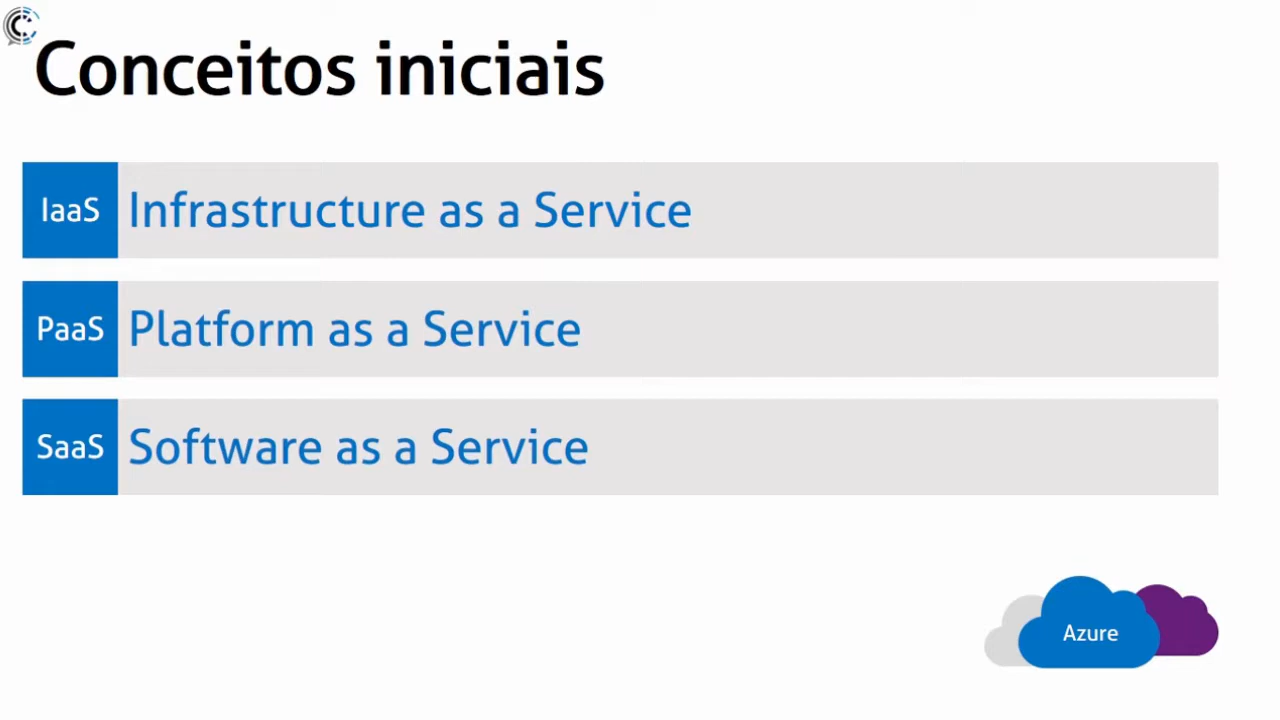 Conceitos iniciais
IaaS Infrastructure as a Service
PaaS Platform as a Service
SaaS Software as a Service
Azure